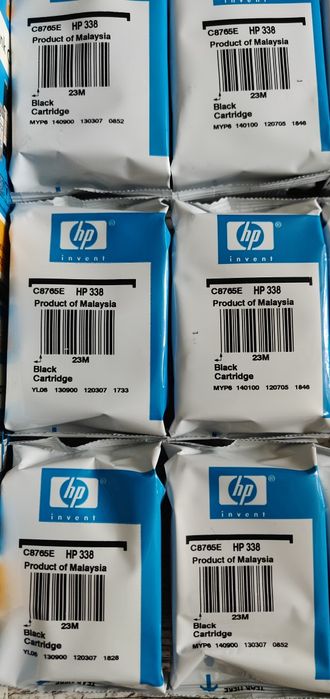 C8765E HP 338
Product of Malaysia
23M
Black
Cartridge
MYP6 140900 130307 0852
C8765E HP 338
Product of Malaysia
23M
Black
Cartridge
MYP6 140100 120705 1846
hp
invent
C8765E HP 338
Product of Malaysia
23M
Black
Cartridge
YL06 130900 120307 1733
hp
invent
C8765E HP 338
Product of Malaysia
23M
Black
Cartridge
MYP6 140100 120705 1846
hp
invent
C8765E HP 338
Product of Malaysia
23M
Black
Cartridge
YL06 130900 120307 1828
hp
invent
C8765E HP 338
Product of Malaysia
23M
Black
Cartridge
MYP6 140900 130307 0852
TEAR HERE